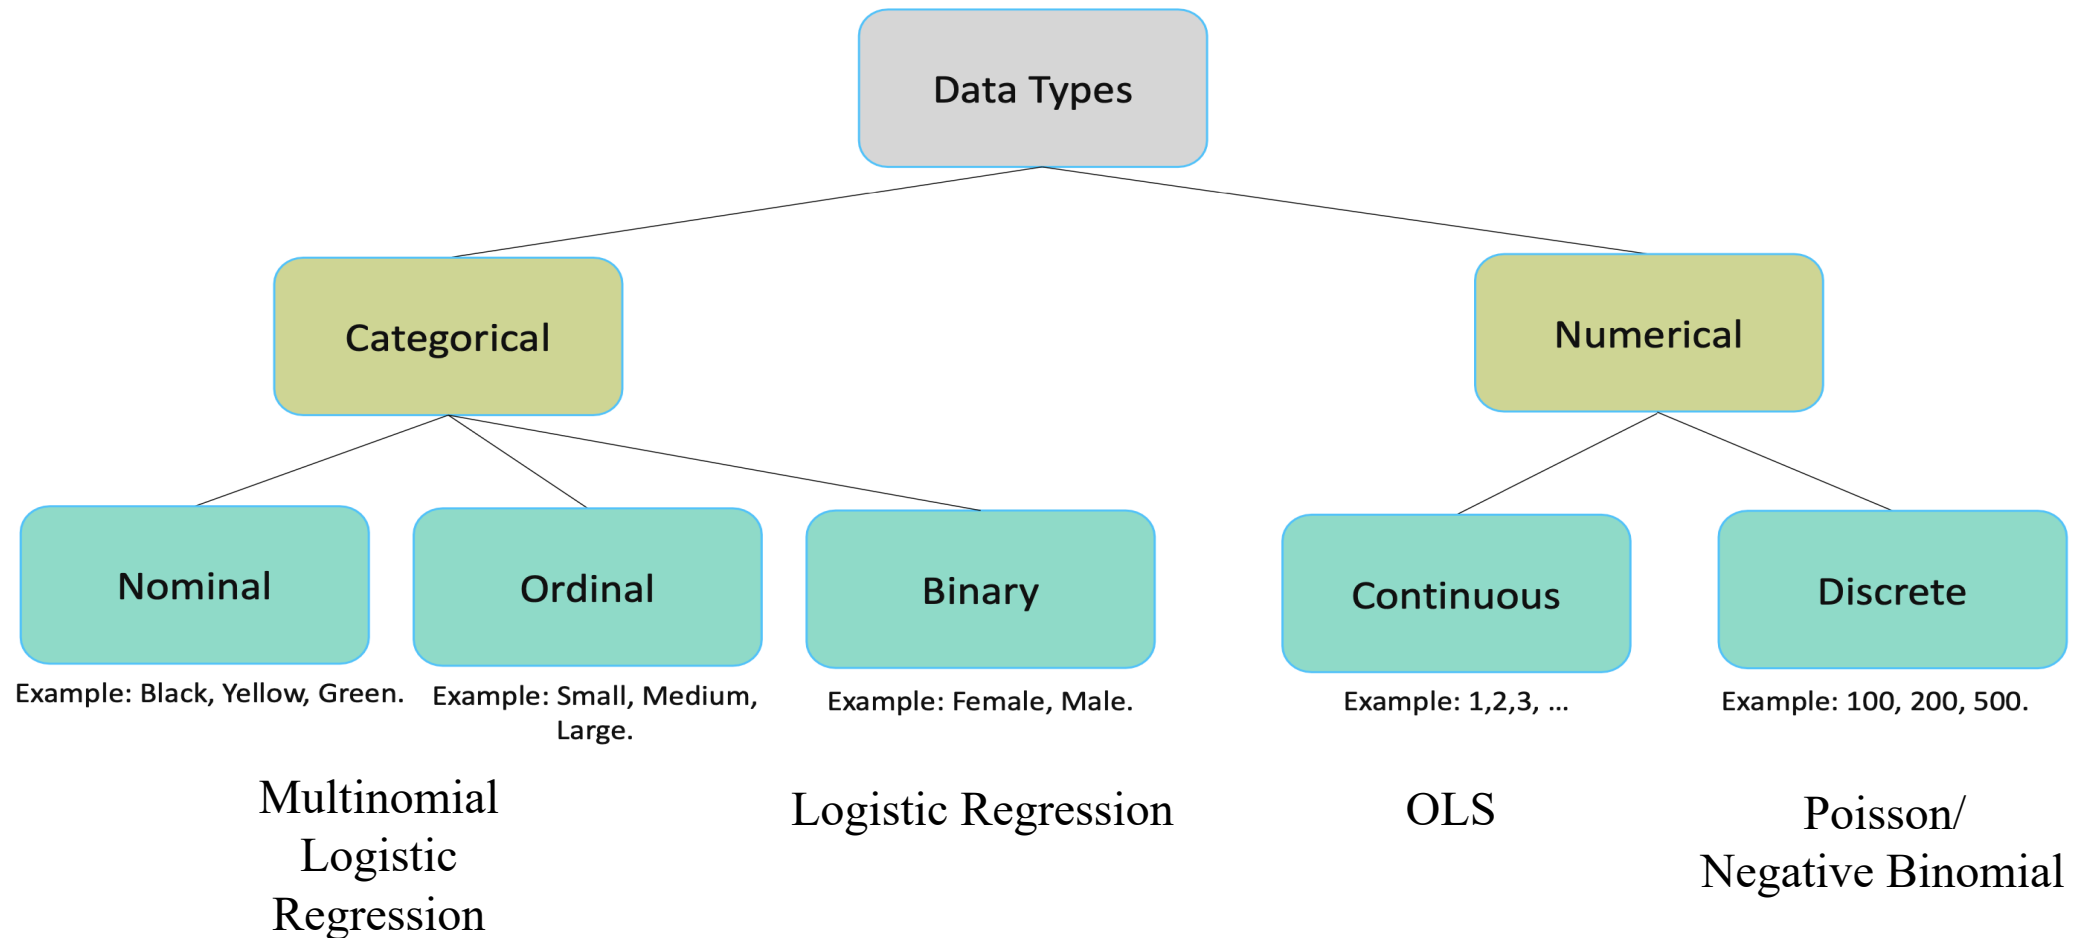 Data Types
Categorical
Numerical
Nominal
Ordinal
Binary
Continuous
Discrete
Example: Black, Yellow, Green.
Example: Small, Medium,
Large.
Example: Female, Male.
Example: 1,2,3, ...
Example: 100, 200, 500.
Multinomial
Logistic
Regression
Logistic Regression
OLS
Poisson/
Negative Binomial